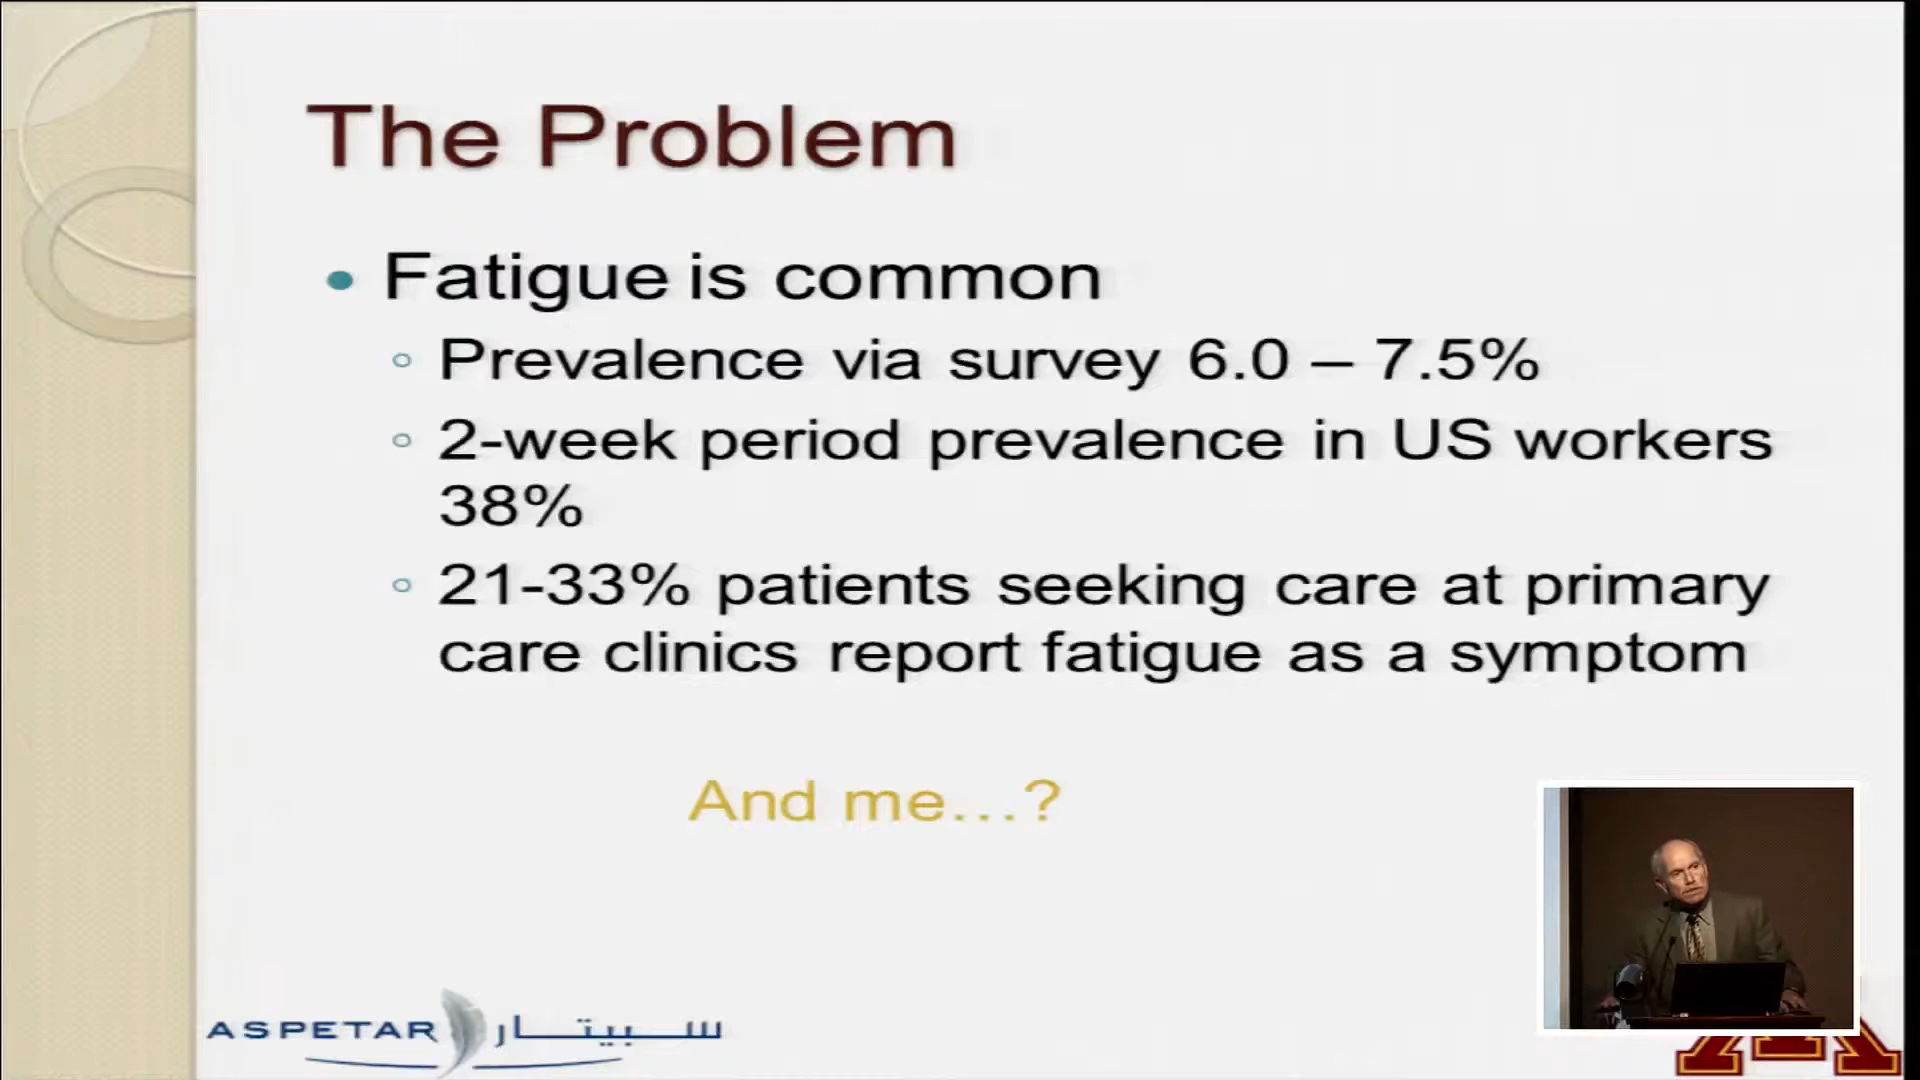 The Problem
Fatigue is common
Prevalence via survey 6.0 – 7.5%
2-week period prevalence in US workers
38%
21-33% patients seeking care at primary
care clinics report fatigue as a symptom
And me...?
ASPETAR سبيتار